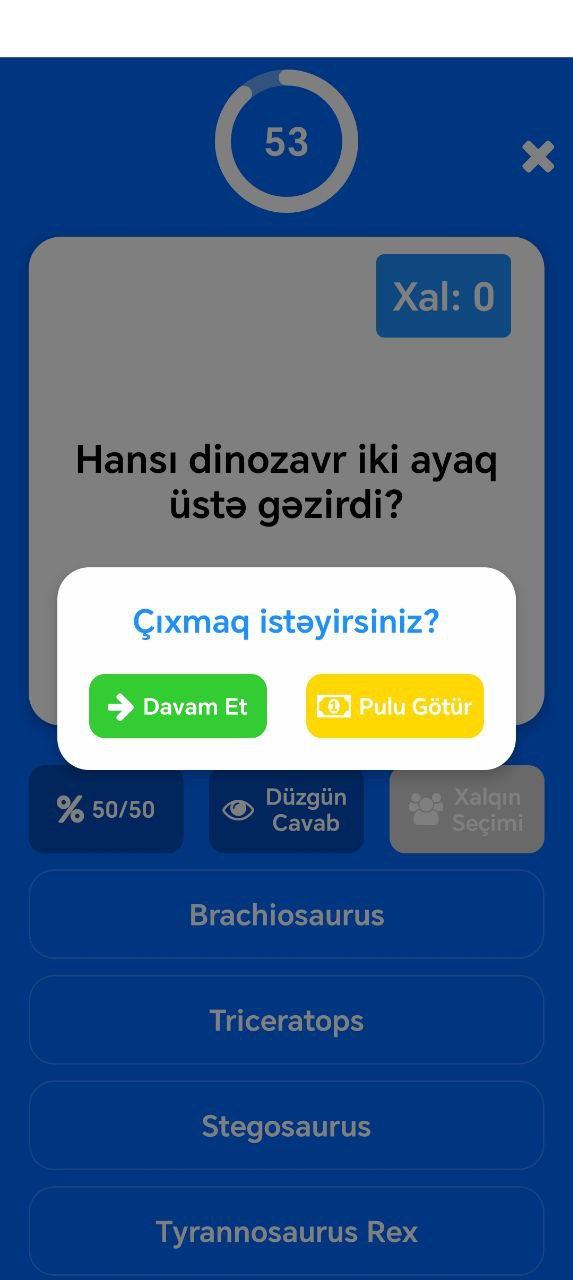 53
Xal: 0
Hansı dinozavr iki ayaq
üstə gəzirdi?
Çıxmaq istəyirsiniz?
Davam Et
1 Pulu Götür
% 50/50
Düzgün
Cavab
Xalqın
Seçimi
Brachiosaurus
Triceratops
Stegosaurus
Tyrannosaurus Rex